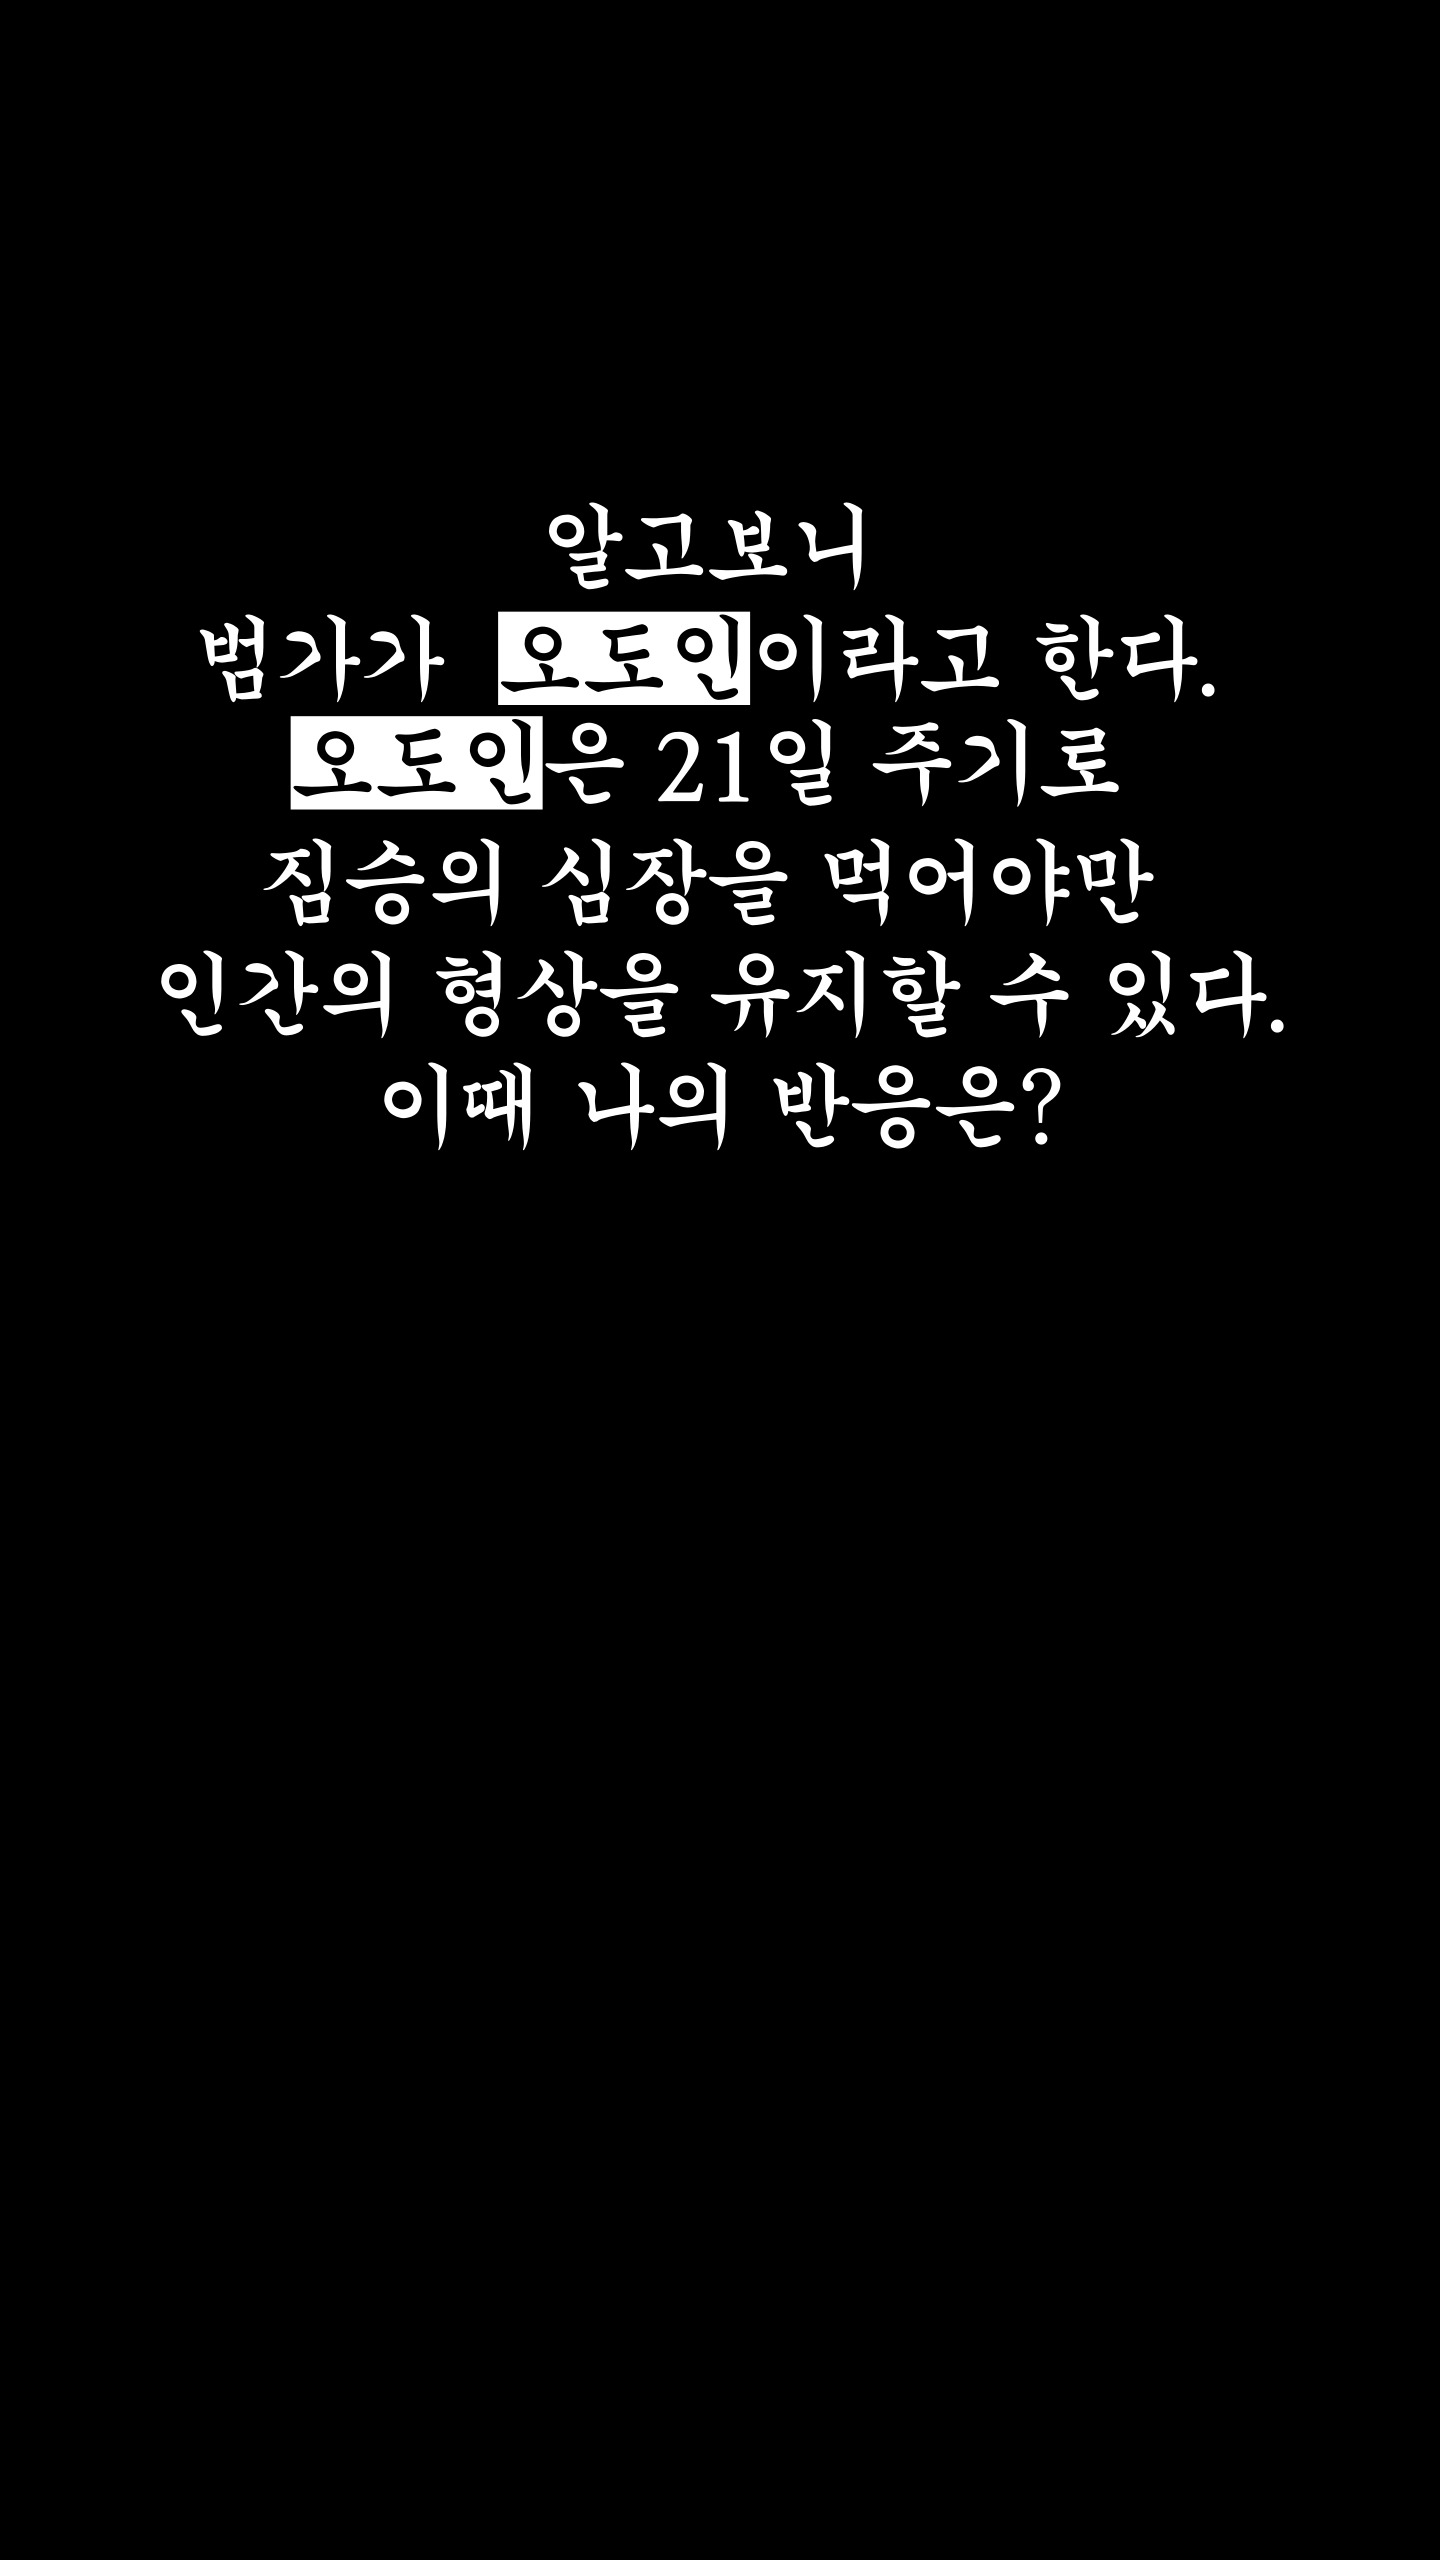 알고보니
범가가 오도인이라고 한다.
오도인은 21일 주기로
짐승의 심장을 먹어야만
인간의 형상을 유지할 수 있다.
이때 나의 반응은?